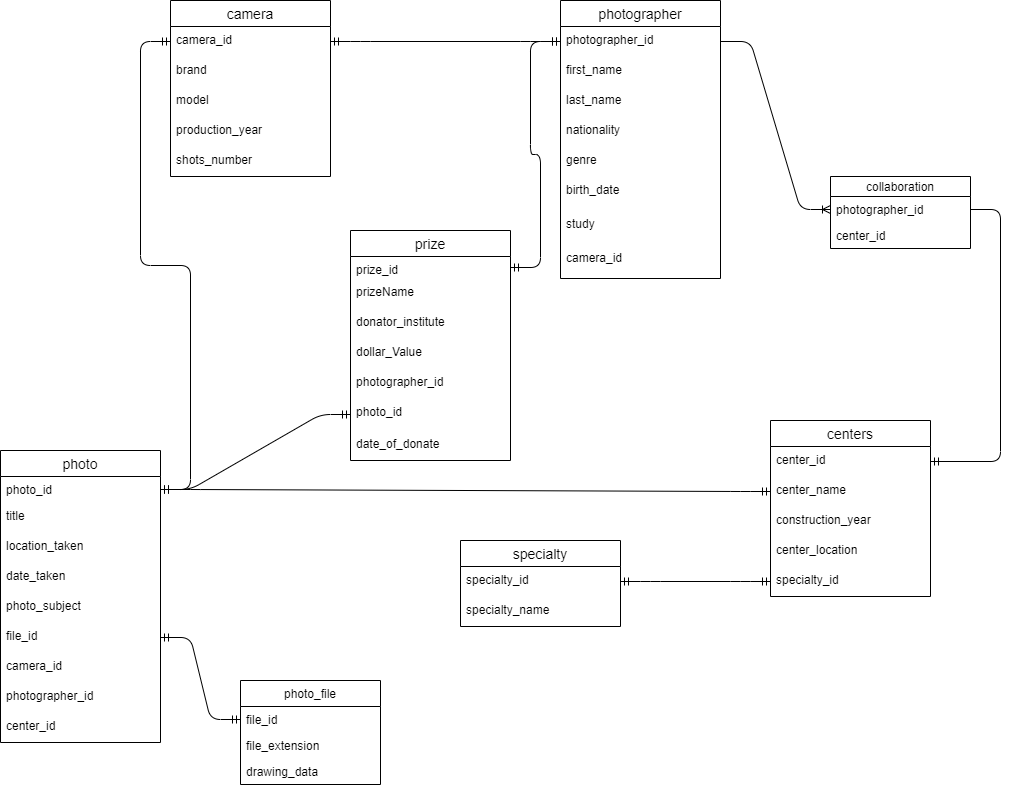 camera
camera_id
brand
model
production_year
shots_number
photographer
photographer_id
first_name
last_name
nationality
genre
birth_date
study
camera_id
collaboration
photographer_id
center_id
prize
prize_id
prizeName
donator_institute
dollar_Value
photographer_id
photo_id
date_of_donate
centers
center_id
center_name
construction_year
center_location
specialty_id
photo
photo_id
title
location_taken
date_taken
photo_subject
file_id
camera_id
photographer_id
center_id
specialty
specialty_id
specialty_name
photo_file
file_id
file_extension
drawing_data